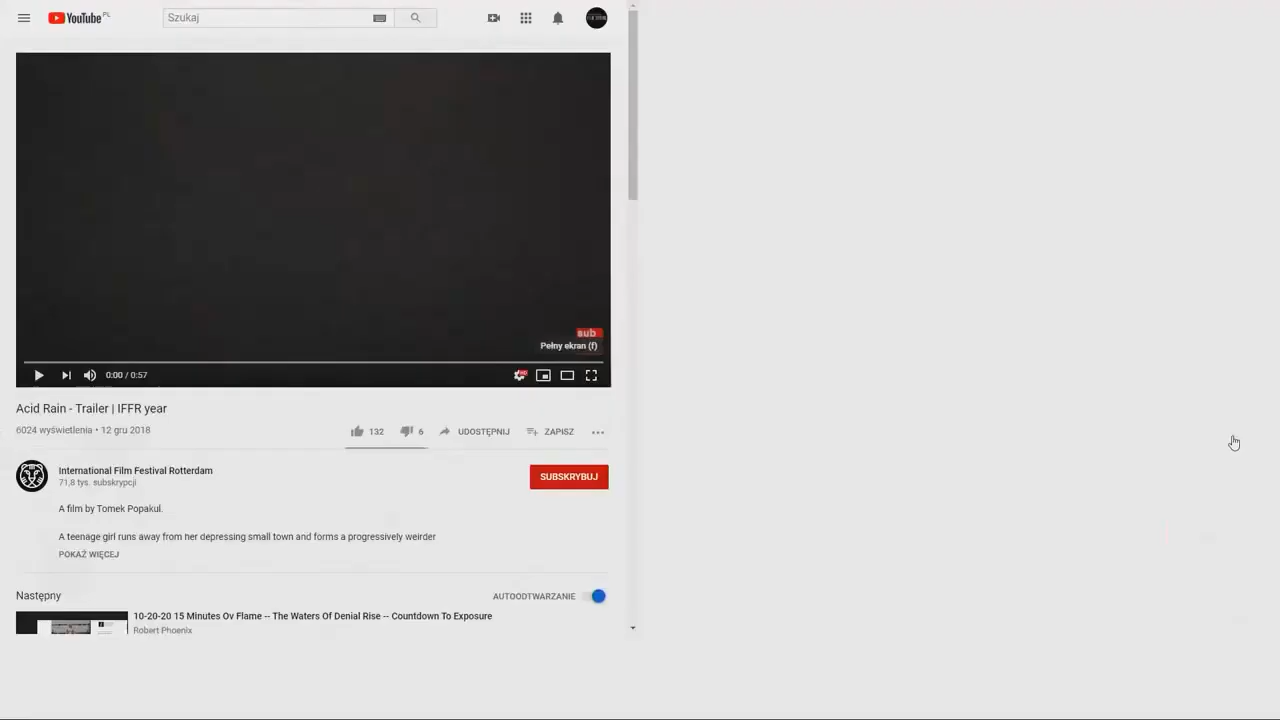 YouTube PL
Szukaj
sub
Pełny ekran (f)
0:00 / 0:57
HD
Acid Rain - Trailer | IFFR year
6024 wyświetlenia • 12 gru 2018
132 6 UDOSTĘPNIJ ZAPISZ
International Film Festival Rotterdam
71,8 tys. subskrypcji
SUBSKRYBUJ
A film by Tomek Popakul.
A teenage girl runs away from her depressing small town and forms a progressively weirder
POKAŻ WIĘCEJ
Następny
AUTOODTWARZANIE
10-20-20 15 Minutes Ov Flame -- The Waters Of Denial Rise -- Countdown To Exposure
Robert Phoenix